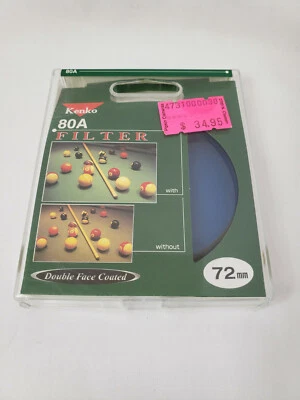 80A
Kenko
80A
FILTER
$ 34.95
with
without
Double Face Coated
72mm